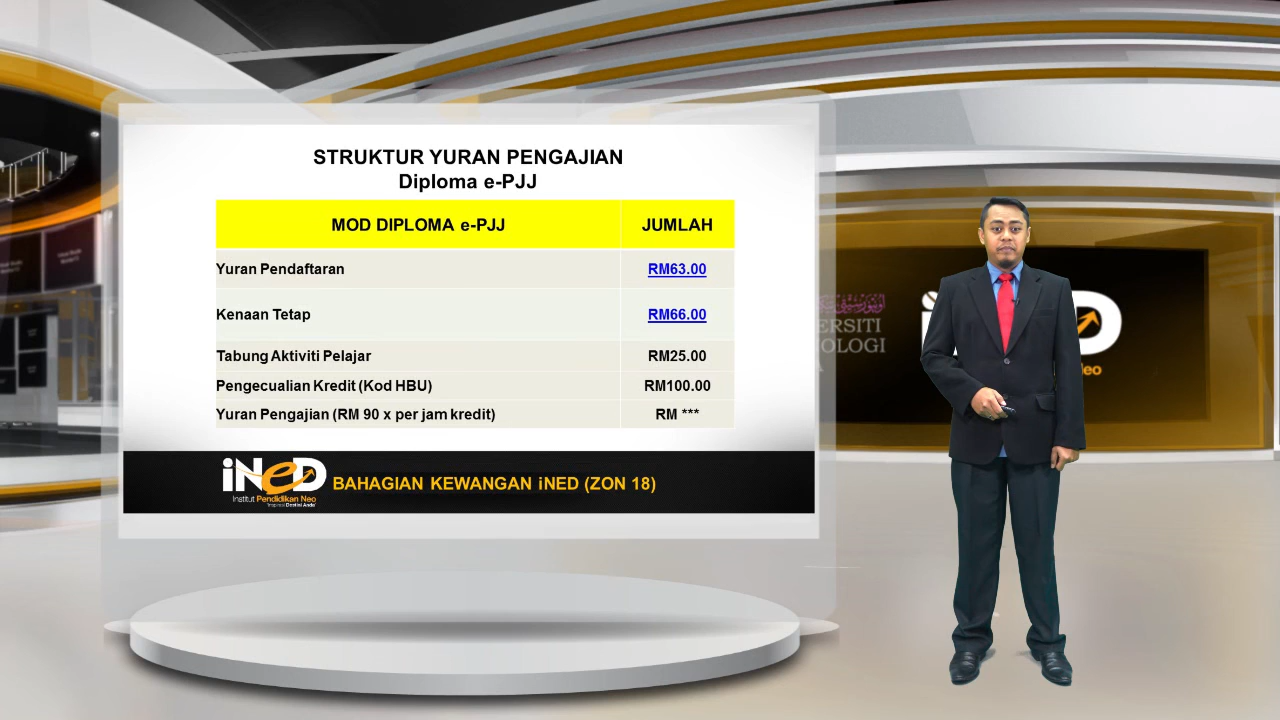 STRUKTUR YURAN PENGAJIAN
Diploma e-PJJ
MOD DIPLOMA e-PJJ JUMLAH
Yuran Pendaftaran RM63.00
Kenaan Tetap RM66.00
Tabung Aktiviti Pelajar RM25.00
Pengecualian Kredit (Kod HBU) RM100.00
Yuran Pengajian (RM 90 x per jam kredit) RM ***
iNeD
Institut Pendidikan Neo
BAHAGIAN KEWANGAN iNED (ZON 18)